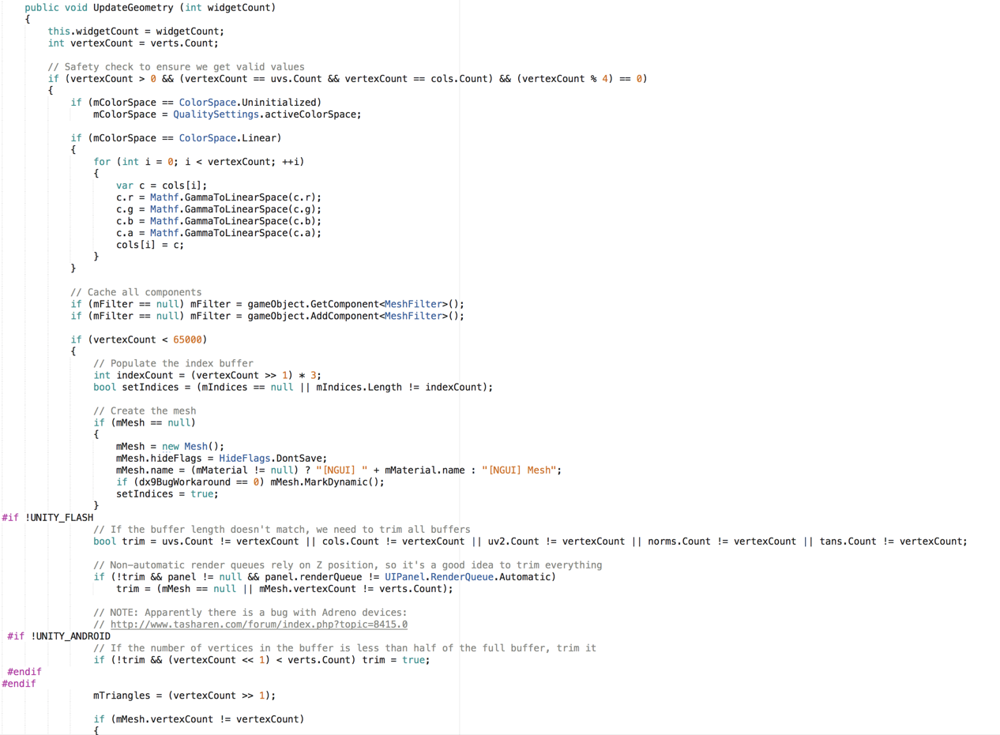 public void UpdateGeometry (int widgetCount)
{
this.widgetCount = widgetCount;
int vertexCount = verts.Count;
// Safety check to ensure we get valid values
if (vertexCount > 0 && (vertexCount == uvs.Count && vertexCount == cols.Count) && (vertexCount % 4) == 0)
{
if (mColorSpace == ColorSpace.Uninitialized)
mColorSpace = QualitySettings.activeColorSpace;
if (mColorSpace == ColorSpace.Linear)
{
for (int i = 0; i < vertexCount; ++i)
{
var c = cols[i];
c.r = Mathf.GammaToLinearSpace(c.r);
c.g = Mathf.GammaToLinearSpace(c.g);
c.b = Mathf.GammaToLinearSpace(c.b);
c.a = Mathf.GammaToLinearSpace(c.a);
cols[i] = c;
}
}
// Cache all components
if (mFilter == null) mFilter = gameObject.GetComponent<MeshFilter>();
if (mFilter == null) mFilter = gameObject.AddComponent<MeshFilter>();
if (vertexCount < 65000)
{
// Populate the index buffer
int indexCount = (vertexCount >> 1) * 3;
bool setIndices = (mIndices == null || mIndices.Length != indexCount);
// Create the mesh
if (mMesh == null)
{
mMesh = new Mesh();
mMesh.hideFlags = HideFlags.DontSave;
mMesh.name = (mMaterial != null) ? "[NGUI] " + mMaterial.name : "[NGUI] Mesh";
if (dx9BugWorkaround == 0) mMesh.MarkDynamic();
setIndices = true;
}
#if !UNITY_FLASH
// If the buffer length doesn't match, we need to trim all buffers
bool trim = uvs.Count != vertexCount || cols.Count != vertexCount || uv2.Count != vertexCount || norms.Count != vertexCount || tans.Count != vertexCount;
// Non-automatic render queues rely on Z position, so it's a good idea to trim everything
if (!trim && panel != null && panel.renderQueue != UIPanel.RenderQueue.Automatic)
trim = (mMesh == null || mMesh.vertexCount != verts.Count);
// NOTE: Apparently there is a bug with Adreno devices:
// http://www.tasharen.com/forum/index.php?topic=8415.0
#if !UNITY_ANDROID
// If the number of vertices in the buffer is less than half of the full buffer, trim it
if (!trim && (vertexCount << 1) < verts.Count) trim = true;
#endif
#endif
mTriangles = (vertexCount >> 1);
if (mMesh.vertexCount != vertexCount)
{